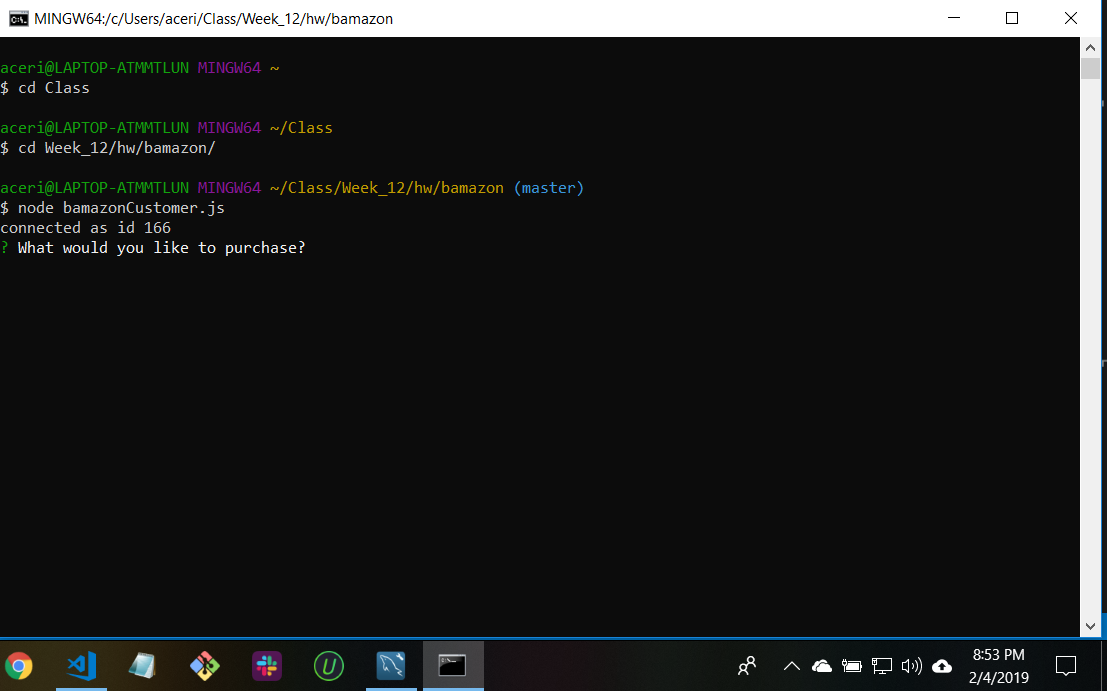 MINGW64:/c/Users/aceri/Class/Week_12/hw/bamazon
aceri@LAPTOP-ATMMTLUN MINGW64 ~
$ cd Class
aceri@LAPTOP-ATMMTLUN MINGW64 ~/Class
$ cd Week_12/hw/bamazon/
aceri@LAPTOP-ATMMTLUN MINGW64 ~/Class/Week_12/hw/bamazon (master)
$ node bamazonCustomer.js
connected as id 166
? What would you like to purchase?
8:53 PM
2/4/2019